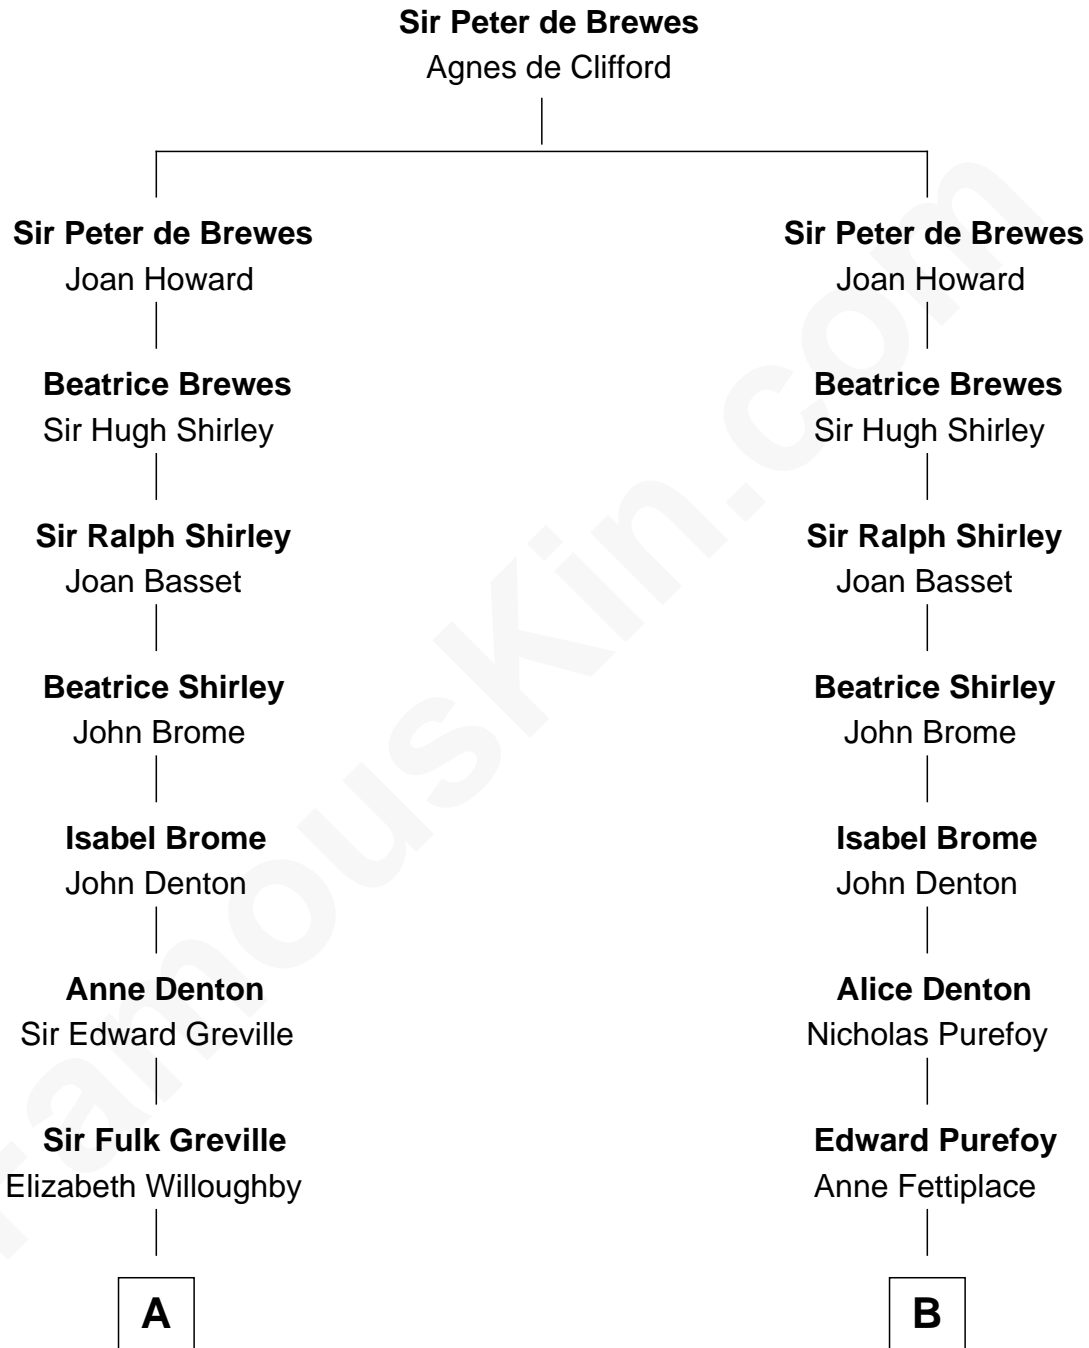 Sir Peter de Brewes
Agnes de Clifford
Sir Peter de Brewes
Joan Howard
Sir Peter de Brewes
Joan Howard
Beatrice Brewes
Sir Hugh Shirley
Beatrice Brewes
Sir Hugh Shirley
Sir Ralph Shirley
Joan Basset
Sir Ralph Shirley
Joan Basset
Beatrice Shirley
John Brome
Beatrice Shirley
John Brome
Isabel Brome
John Denton
Isabel Brome
John Denton
Anne Denton
Sir Edward Greville
Alice Denton
Nicholas Purefoy
Sir Fulk Greville
Elizabeth Willoughby
Edward Purefoy
Anne Fettiplace
A
B
FamousKin.com